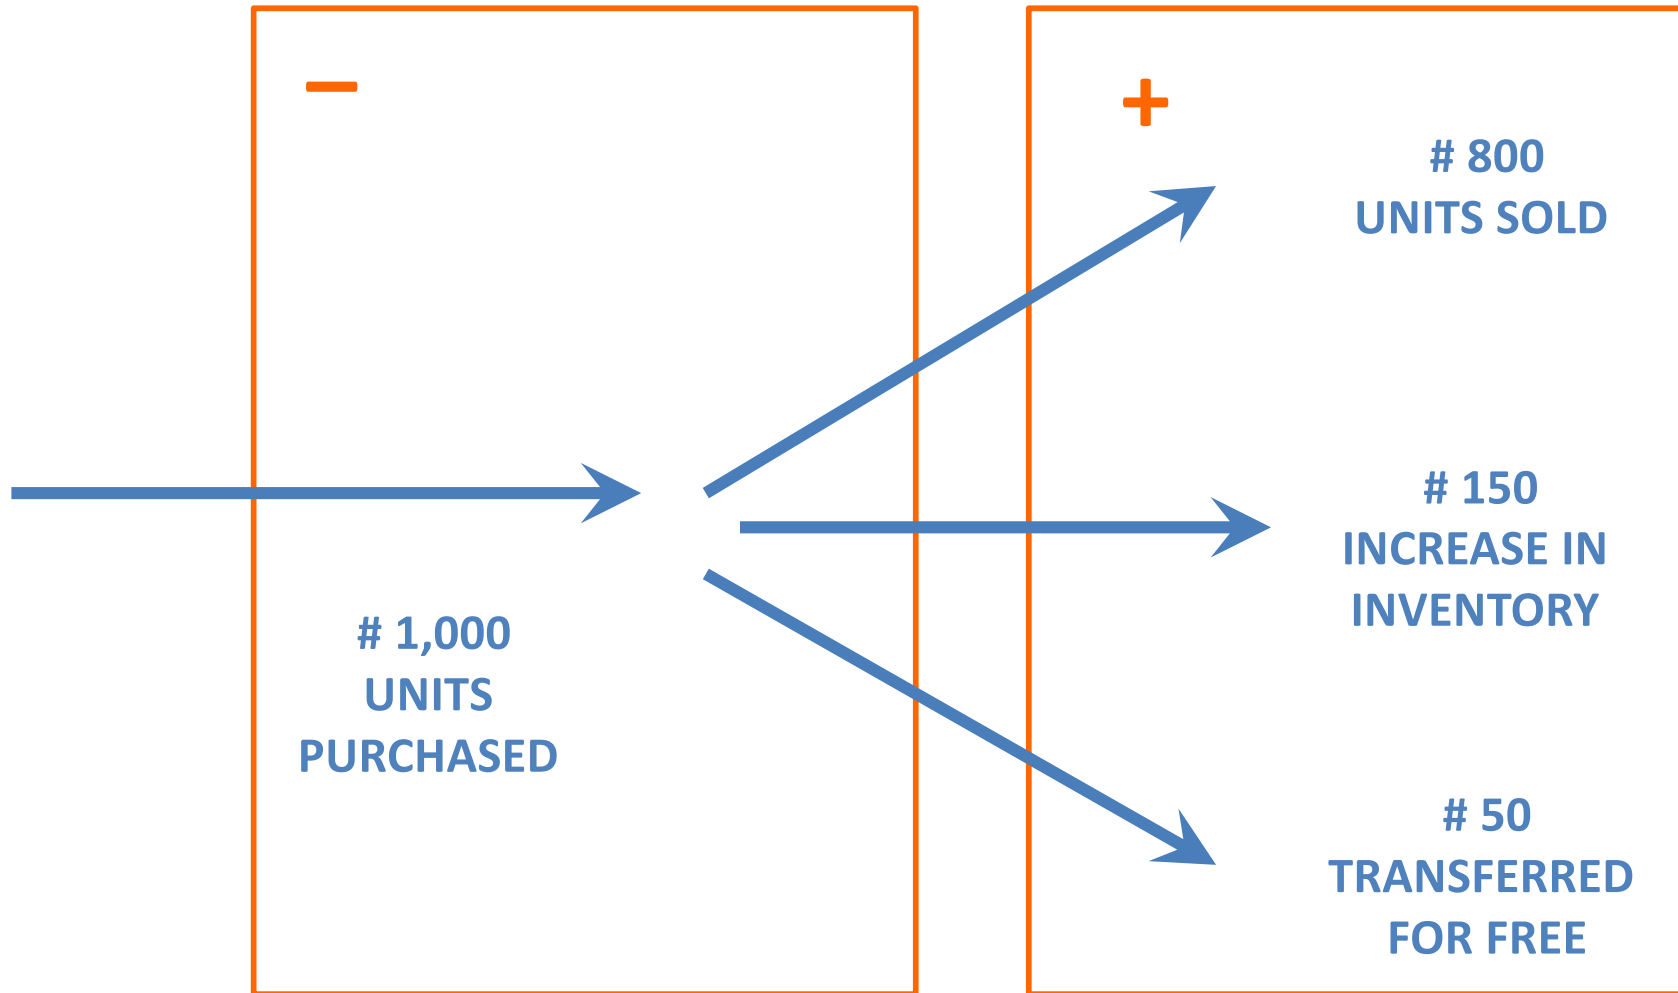 –
+
# 800
UNITS SOLD
# 150
INCREASE IN
INVENTORY
# 1,000
UNITS
PURCHASED
# 50
TRANSFERRED
FOR FREE